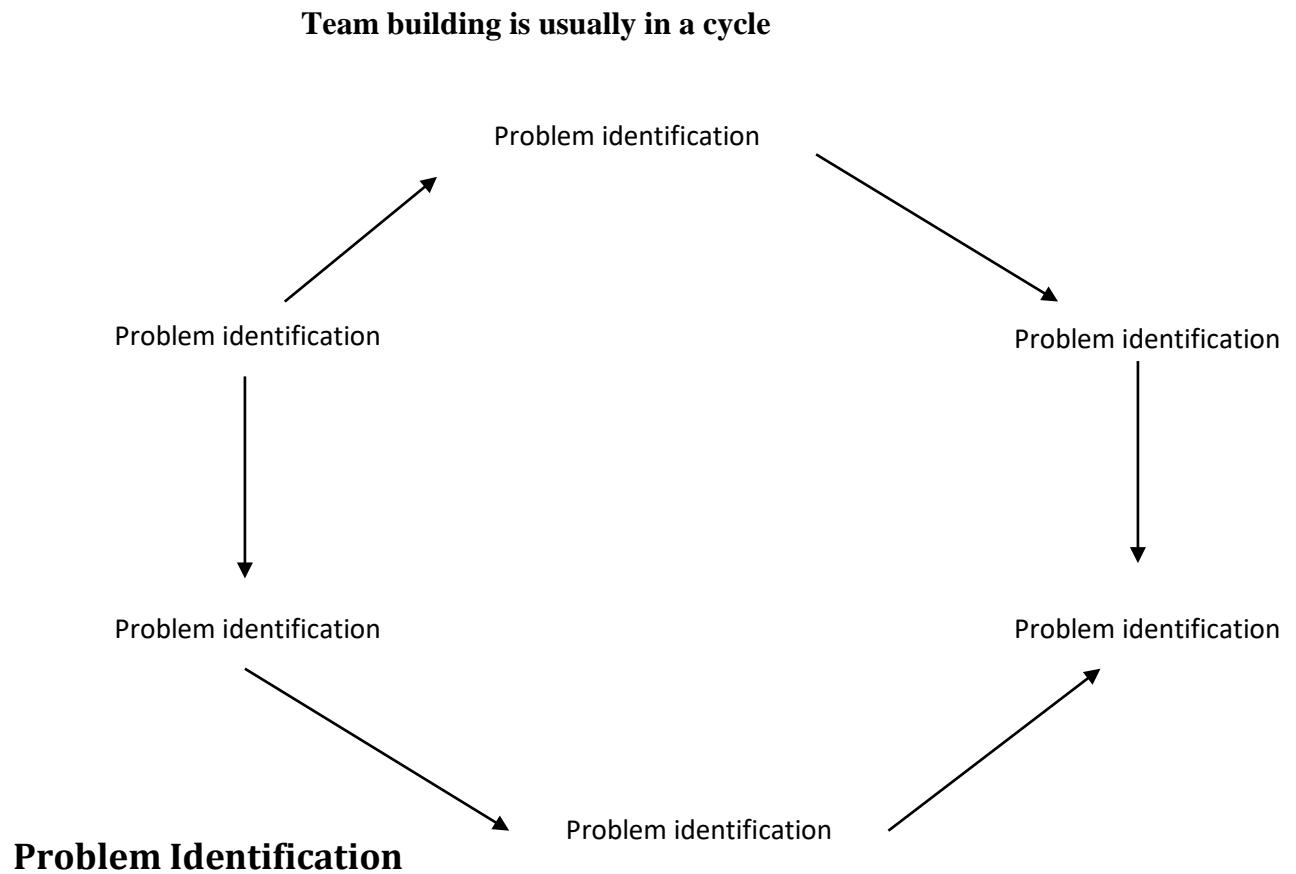 Team building is usually in a cycle
Problem identification
Problem identification
Problem identification
Problem identification
Problem identification
Problem identification
Problem Identification